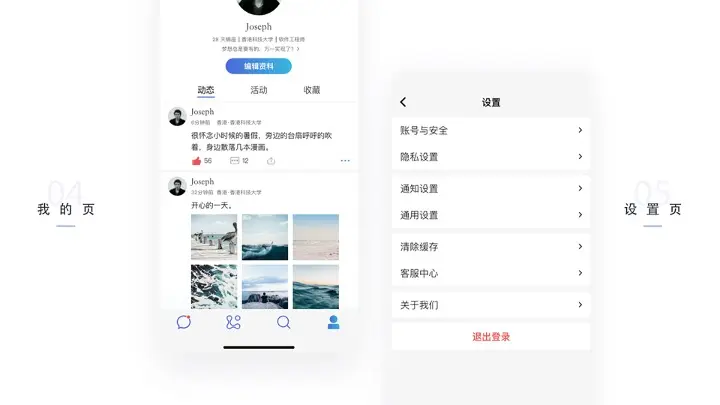 04
我的页
Joseph
28 天蝎座 | 香港科技大学 | 软件工程师
梦想总是要有的，万一实现了？
编辑资料
动态 活动 收藏
Joseph
6分钟前 香港·香港科技大学
很怀念小时候的暑假，旁边的台扇呼呼的吹
着，身边散落几本漫画。
56 12
Joseph
32分钟前 香港·香港科技大学
开心的一天。
设置
账号与安全
隐私设置
通知设置
通用设置
清除缓存
客服中心
关于我们
退出登录
05
设置页